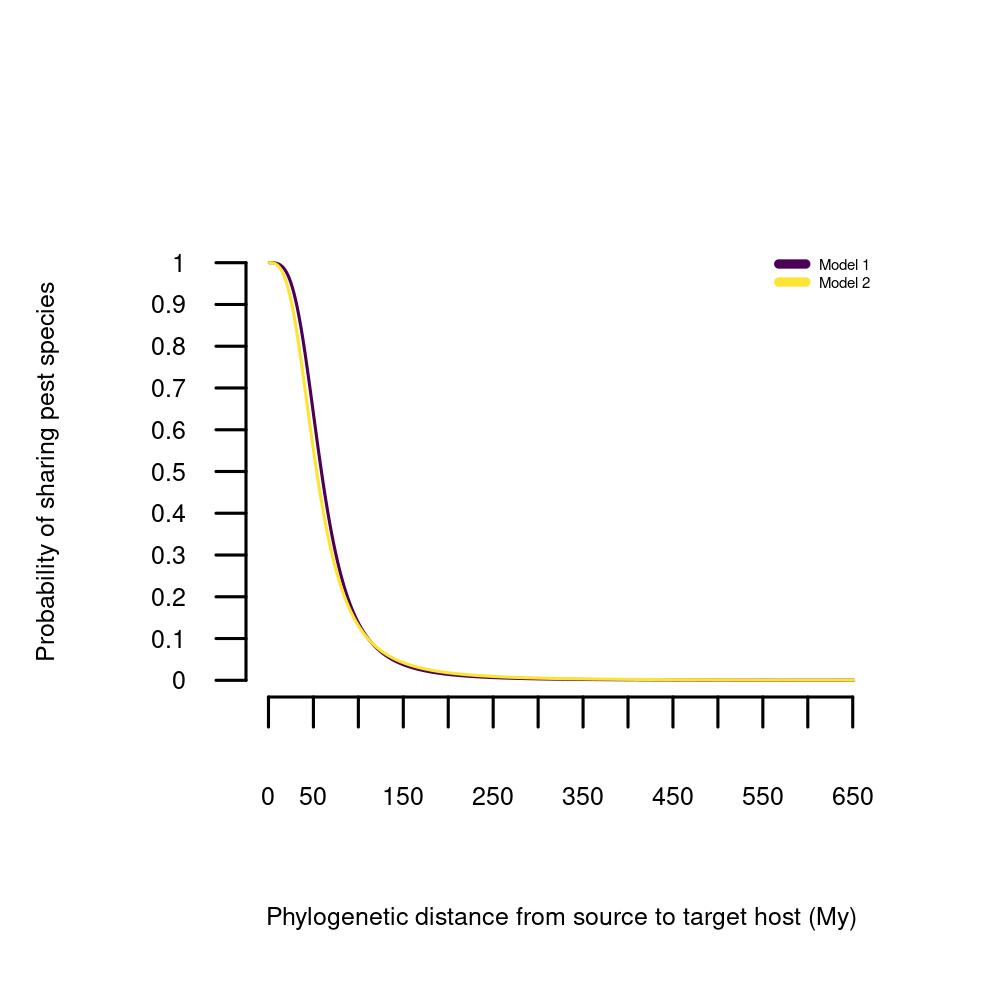 Model 1
Model 2
Probability of sharing pest species
1
0.9
0.8
0.7
0.6
0.5
0.4
0.3
0.2
0.1
0
0 50 150 250 350 450 550 650
Phylogenetic distance from source to target host (My)